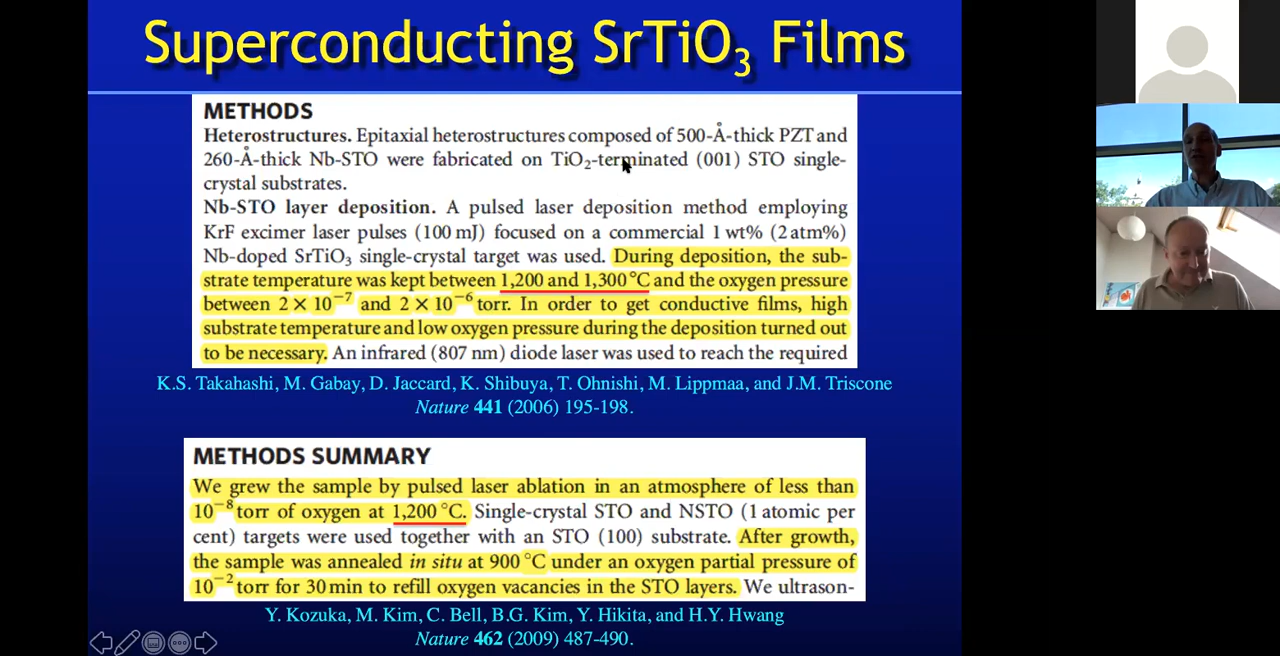 Superconducting SrTiO₃ Films
METHODS
Heterostructures. Epitaxial heterostructures composed of 500-Å-thick PZT and
260-Å-thick Nb-STO were fabricated on TiO₂-terminated (001) STO single-
crystal substrates.
Nb-STO layer deposition. A pulsed laser deposition method employing
KrF excimer laser pulses (100 mJ) focused on a commercial 1 wt% (2 atm%)
Nb-doped SrTiO₃ single-crystal target was used. During deposition, the sub-
strate temperature was kept between 1,200 and 1,300 °C and the oxygen pressure
between 2 × 10⁻⁷ and 2 × 10⁻⁶ torr. In order to get conductive films, high
substrate temperature and low oxygen pressure during the deposition turned out
to be necessary. An infrared (807 nm) diode laser was used to reach the required
K.S. Takahashi, M. Gabay, D. Jaccard, K. Shibuya, T. Ohnishi, M. Lippmaa, and J.M. Triscone
Nature 441 (2006) 195-198.
METHODS SUMMARY
We grew the sample by pulsed laser ablation in an atmosphere of less than
10⁻⁸ torr of oxygen at 1,200 °C. Single-crystal STO and NSTO (1 atomic per
cent) targets were used together with an STO (100) substrate. After growth,
the sample was annealed in situ at 900 °C under an oxygen partial pressure of
10⁻² torr for 30 min to refill oxygen vacancies in the STO layers. We ultrason-
Y. Kozuka, M. Kim, C. Bell, B.G. Kim, Y. Hikita, and H.Y. Hwang
Nature 462 (2009) 487-490.